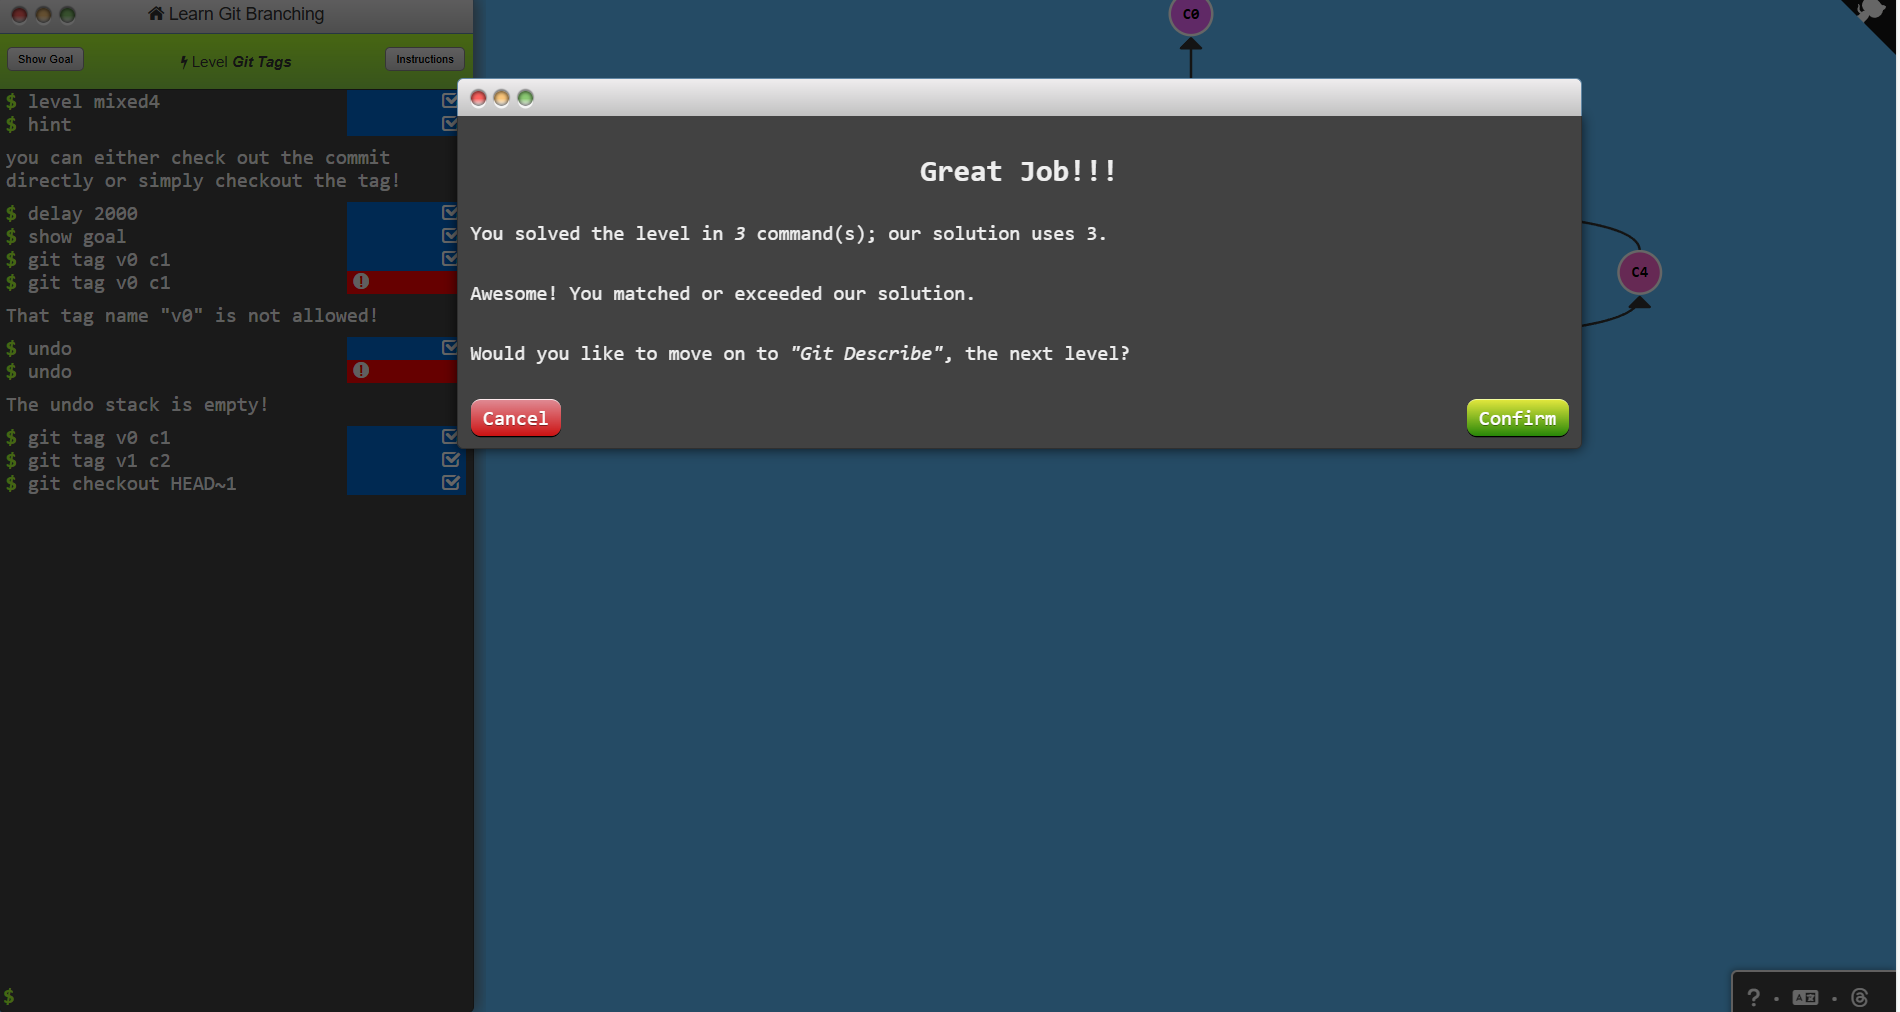 Learn Git Branching
Show Goal
Level Git Tags
Instructions
$ level mixed4
$ hint
you can either check out the commit
directly or simply checkout the tag!
$ delay 2000
$ show goal
$ git tag v0 c1
$ git tag v0 c1
That tag name "v0" is not allowed!
$ undo
$ undo
The undo stack is empty!
$ git tag v0 c1
$ git tag v1 c2
$ git checkout HEAD~1
$
C0
C4
Great Job!!!
You solved the level in 3 command(s); our solution uses 3.
Awesome! You matched or exceeded our solution.
Would you like to move on to "Git Describe", the next level?
Cancel
Confirm
? · A ·